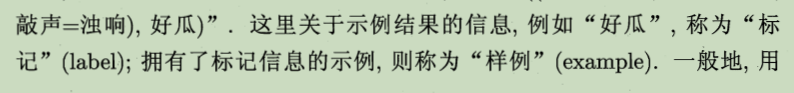 敲声=浊响), 好瓜)”. 这里关于示例结果的信息, 例如“好瓜”, 称为“标
记”(label); 拥有了标记信息的示例, 则称为“样例”(example). 一般地, 用